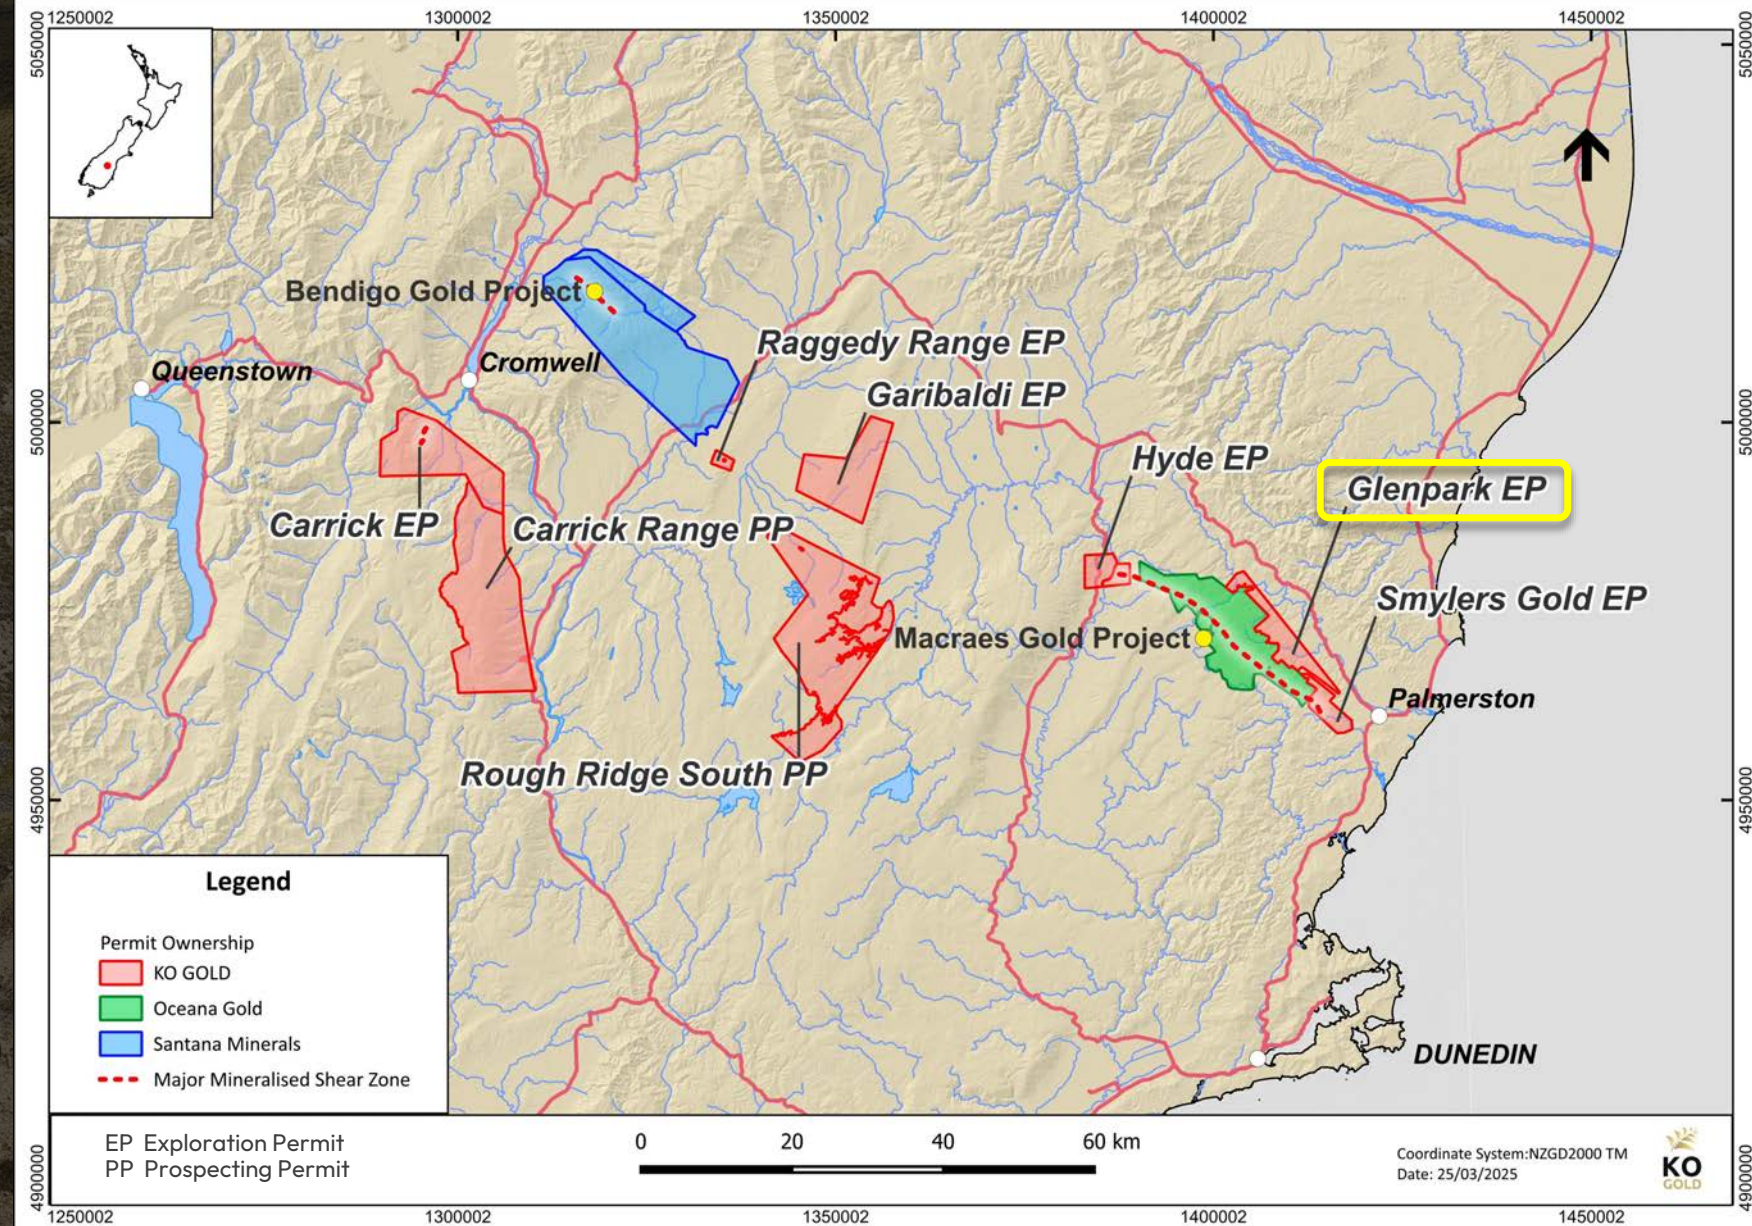 1250002
1300002
1350002
1400002
1450002
5050000
5050000
Bendigo Gold Project
Raggedy Range EP
Queenstown
Cromwell
Garibaldi EP
5000000
5000000
Hyde EP
Glenpark EP
Carrick EP
Carrick Range PP
Smylers Gold EP
Macraes Gold Project
Palmerston
Rough Ridge South PP
4950000
4950000
Legend
Permit Ownership
KO GOLD
Oceana Gold
Santana Minerals
Major Mineralised Shear Zone
DUNEDIN
EP Exploration Permit
PP Prospecting Permit
0 20 40 60 km
Coordinate System:NZGD2000 TM
Date: 25/03/2025
KO
GOLD
4900000
4900000
1250002
1300002
1350002
1400002
1450002